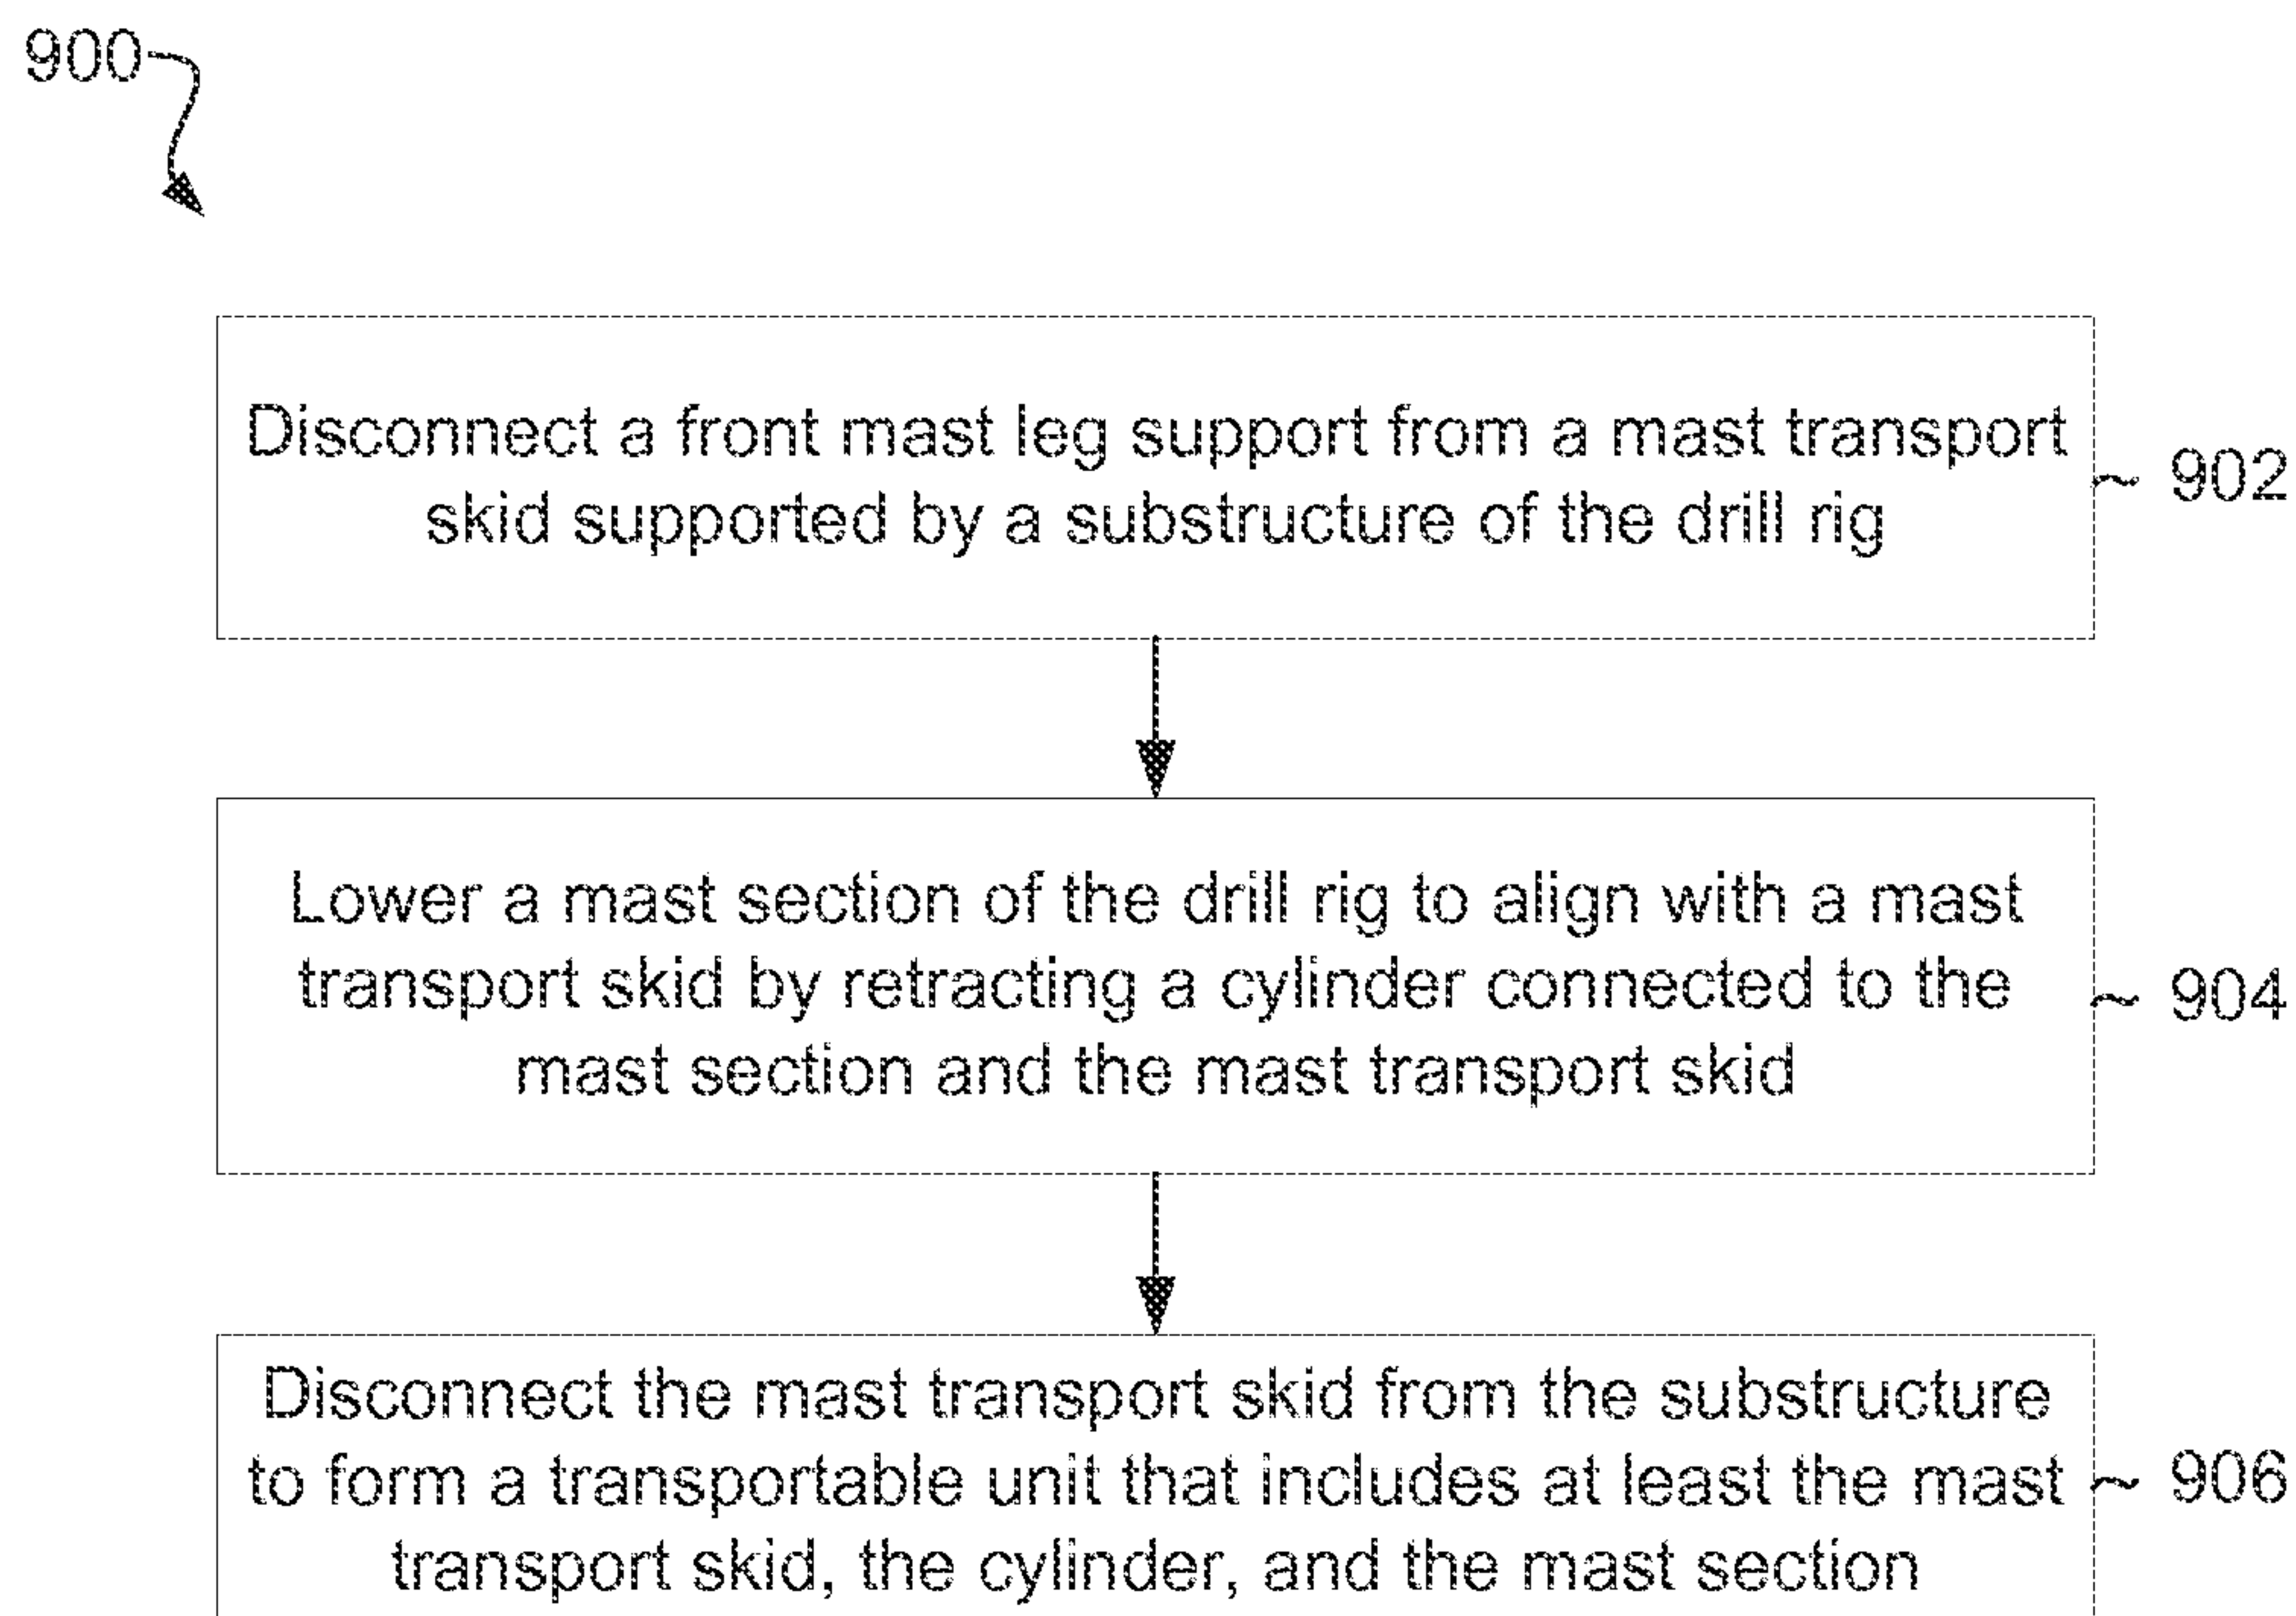 900
Disconnect a front mast leg support from a mast transport
skid supported by a substructure of the drill rig
~ 902
Lower a mast section of the drill rig to align with a mast
transport skid by retracting a cylinder connected to the
mast section and the mast transport skid
~ 904
Disconnect the mast transport skid from the substructure
to form a transportable unit that includes at least the mast
transport skid, the cylinder, and the mast section
~ 906